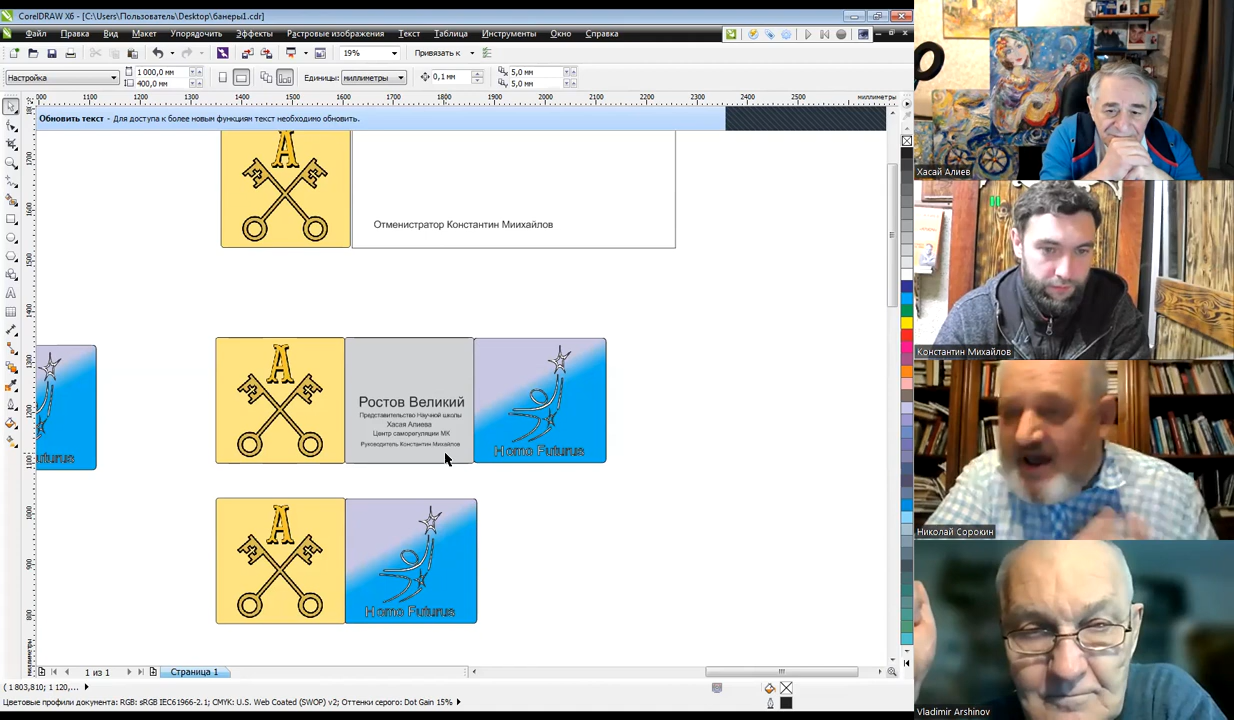 CorelDRAW X6 - [C:\Users\Пользователь\Desktop\банеры1.cdr]
Файл Правка Вид Макет Упорядочить Эффекты Растровые изображения Текст Таблица Инструменты Окно Справка
19% Привязать к
Настройка 1 000,0 мм 400,0 мм Единицы: миллиметры 0,1 мм 5,0 мм 5,0 мм
1100 1200 1300 1400 1500 1600 1700 1800 1900 2000 2100 2200 2300 2400 2500 миллиметры
Обновить текст - Для доступа к более новым функциям текст необходимо обновить.
А
Отменистратор Константин Миихайлов
А
Ростов Великий
Представительство Научной школы
Хасая Алиева
Центр саморегуляции МК
Руководитель Константин Михайлов
Homo Futurus
uturus
А
Homo Futurus
1 из 1 Страница 1
(1 803,810; 1 120,...
Цветовые профили документа: RGB: sRGB IEC61966-2.1; CMYK: U.S. Web Coated (SWOP) v2; Оттенки серого: Dot Gain 15%
Хасай Алиев
Константин Михайлов
Николай Сорокин
Vladimir Arshinov